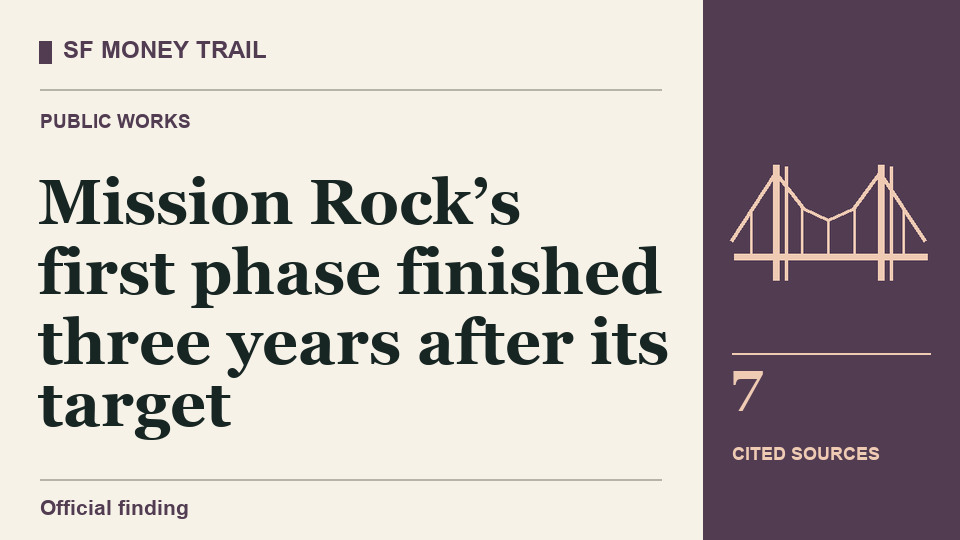 SF MONEY TRAIL
PUBLIC WORKS
Mission Rock’s
first phase finished
three years after its
target
Official finding
7
CITED SOURCES